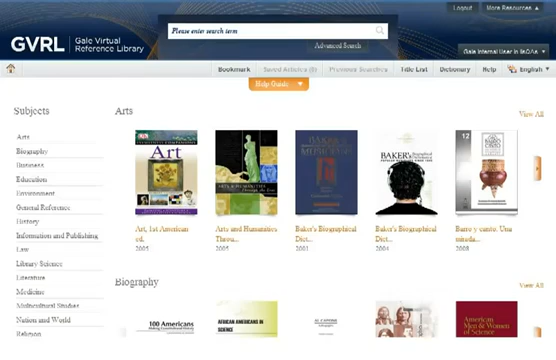 Logout
More Resources
GVRL
Gale Virtual
Reference Library
Please enter search term
Advanced Search
Gale Internal User in
Bookmark
Saved Articles (0)
Previous Searches
Title List
Dictionary
Help
English
Help Guide
Subjects
Arts
Biography
Business
Education
Environment
General Reference
History
Information and Publishing
Law
Library Science
Literature
Medicine
Multicultural Studies
Nation and World
Religion
Arts
View All
DK
Art
BAKER'S
12
Art, 1st American
ed.
2005
Arts and Humanities
Throu...
2005
Baker's Biographical
Dict...
2001
Baker's Biographical
Dict...
2004
Barro y canto. Una
mirada...
2008
Biography
View All
100 Americans
AFRICAN AMERICANS IN
SCIENCE
American
Men & Women
of Science